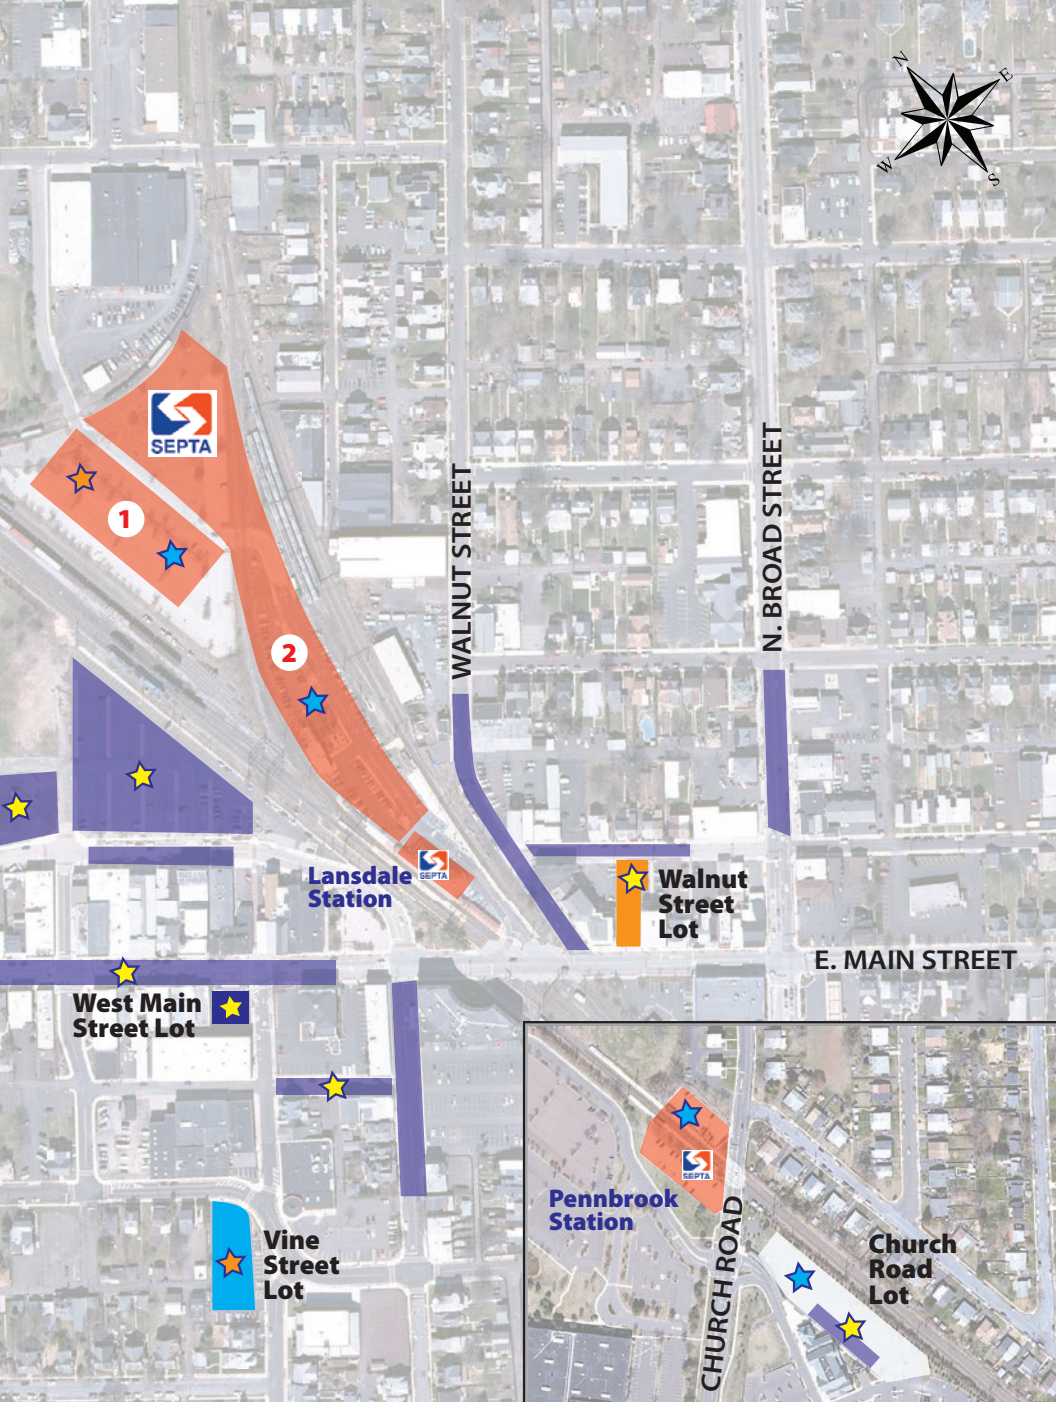 N
E
W
S
SEPTA
1
2
WALNUT STREET
N. BROAD STREET
SEPTA
Lansdale
Station
Walnut
Street
Lot
E. MAIN STREET
West Main
Street Lot
Vine
Street
Lot
SEPTA
Pennbrook
Station
CHURCH ROAD
Church
Road
Lot